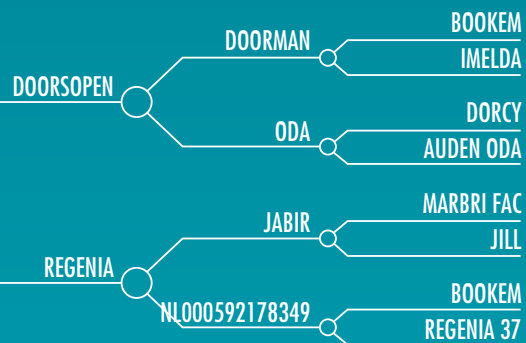 BOOKEM
DOORMAN
IMELDA
DOORSOPEN
DORCY
ODA
AUDEN ODA
MARBRI FAC
JABIR
JILL
REGENIA
BOOKEM
NL000592178349
REGENIA 37